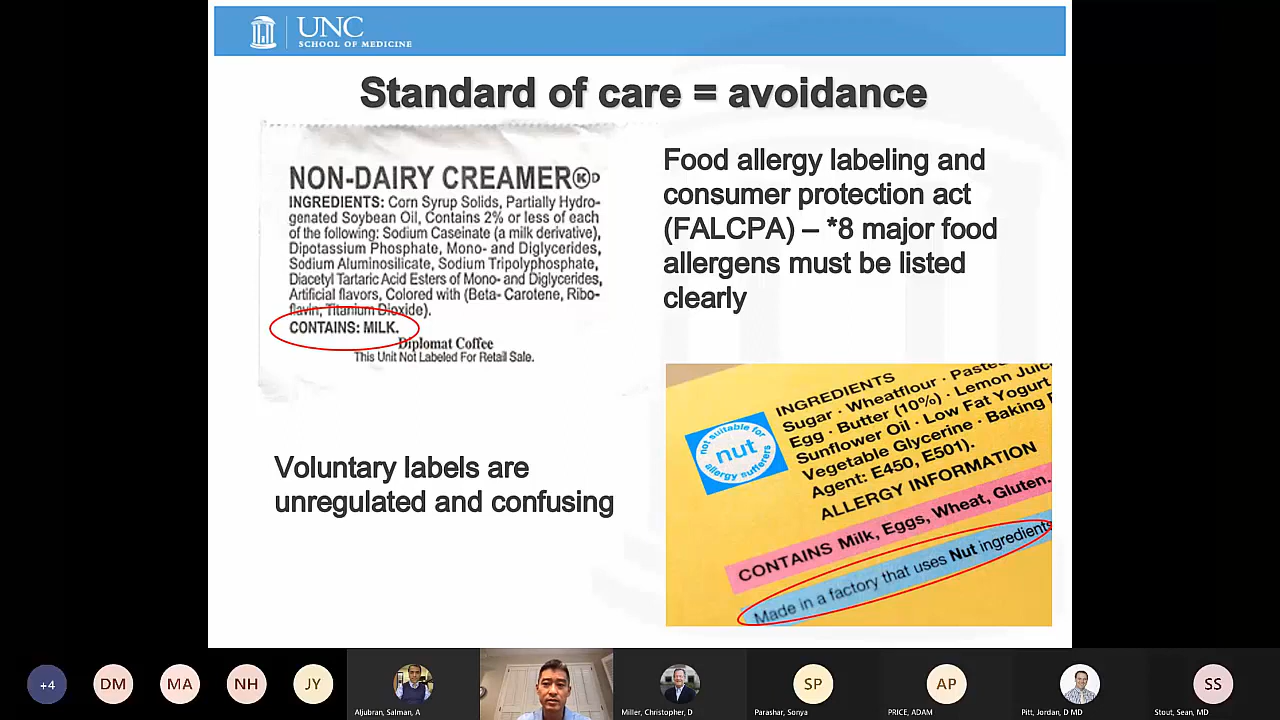 UNC
SCHOOL OF MEDICINE
Standard of care = avoidance
NON-DAIRY CREAMER®ⓀD
INGREDIENTS: Corn Syrup Solids, Partially Hydro-
genated Soybean Oil, Contains 2% or less of each
of the following: Sodium Caseinate (a milk derivative),
Dipotassium Phosphate, Mono- and Diglycerides,
Sodium Aluminosilicate, Sodium Tripolyphosphate,
Diacetyl Tartaric Acid Esters of Mono- and Diglycerides,
Artificial flavors, Colored with (Beta- Carotene, Ribo-
flavin, Titanium Dioxide).
CONTAINS: MILK.
Diplomat Coffee
This Unit Not Labeled For Retail Sale.
Food allergy labeling and
consumer protection act
(FALCPA) – *8 major food
allergens must be listed
clearly
Voluntary labels are
unregulated and confusing
not suitable for
nut
allergy sufferers
INGREDIENTS
Sugar · Wheatflour ·
Egg · Butter (10%) · Lemon
Sunflower Oil · Low Fat Yogurt
Vegetable Glycerine · Baking
Agent: E450, E501).
ALLERGY INFORMATION
CONTAINS Milk, Eggs, Wheat, Gluten.
Made in a factory that uses Nut ingredients
+4
DM
MA
NH
JY
Aljubran, Salman, A
Miller, Christopher, D
SP
Parashar, Sonya
AP
PRICE, ADAM
Pitt, Jordan, D MD
SS
Stout, Sean, MD